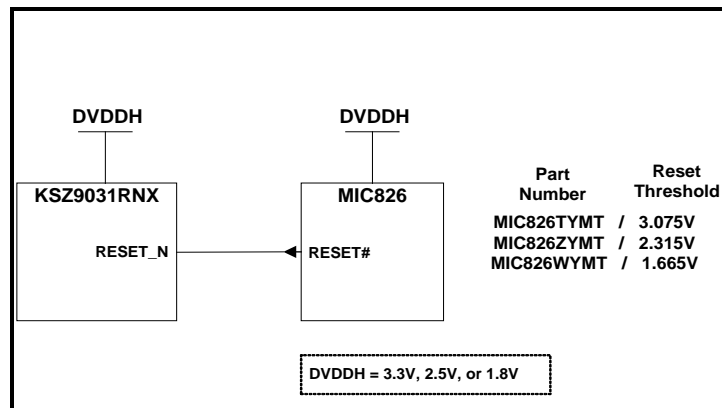 DVDDH DVDDH
KSZ9031RNX MIC826
Part Number Reset Threshold
RESET_N RESET#
MIC826TYMT / 3.075V
MIC826ZYMT / 2.315V
MIC826WYMT / 1.665V
DVDDH = 3.3V, 2.5V, or 1.8V